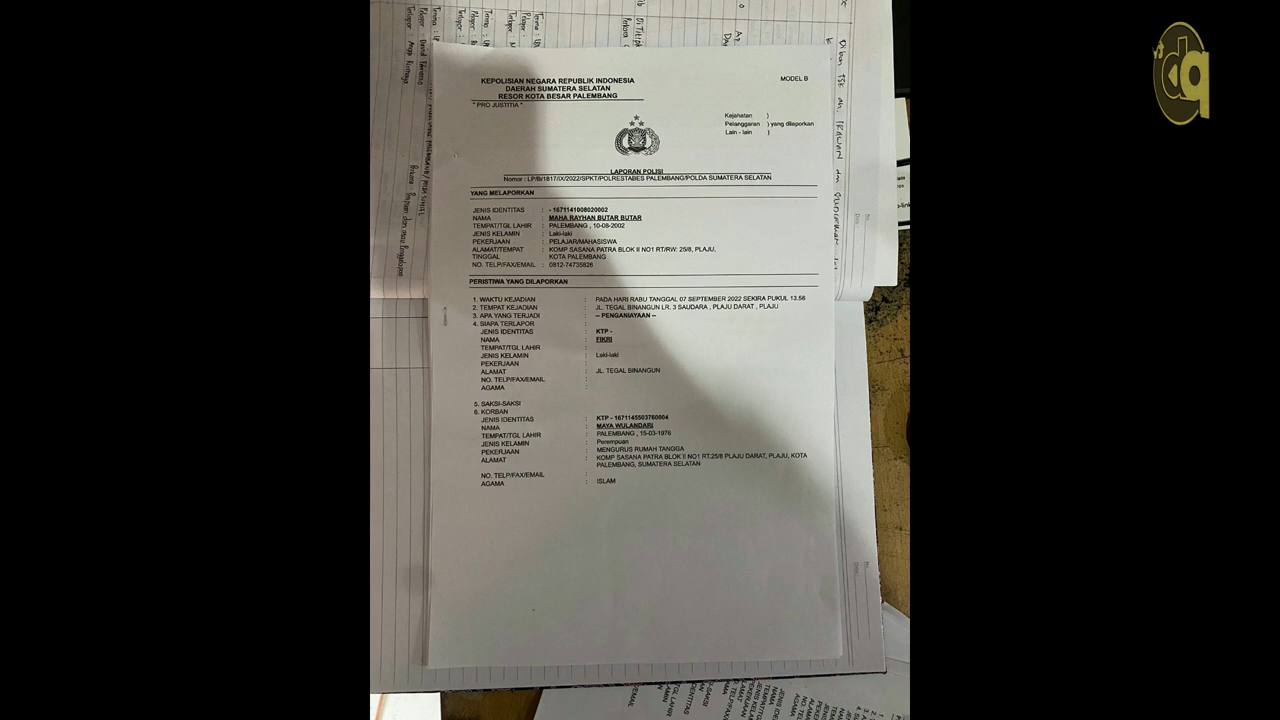 KEPOLISIAN NEGARA REPUBLIK INDONESIA
DAERAH SUMATERA SELATAN
RESOR KOTA BESAR PALEMBANG
" PRO JUSTITIA "
MODEL B
Kejahatan )
Pelanggaran ) yang dilaporkan
Lain - lain )
LAPORAN POLISI
Nomor : LP/B/1817/IX/2022/SPKT/POLRESTABES PALEMBANG/POLDA SUMATERA SELATAN
YANG MELAPORKAN
JENIS IDENTITAS : - 1671141008020002
NAMA : MAHA RAYHAN BUTAR BUTAR
TEMPAT/TGL LAHIR : PALEMBANG , 10-08-2002
JENIS KELAMIN : Laki-laki
PEKERJAAN : PELAJAR/MAHASISWA
ALAMAT/TEMPAT : KOMP SASANA PATRA BLOK II NO1 RT/RW: 25/8, PLAJU,
TINGGAL KOTA PALEMBANG
NO. TELP/FAX/EMAIL : 0812-74735826
PERISTIWA YANG DILAPORKAN
1. WAKTU KEJADIAN : PADA HARI RABU TANGGAL 07 SEPTEMBER 2022 SEKIRA PUKUL 13.56
2. TEMPAT KEJADIAN : JL. TEGAL BINANGUN LR. 3 SAUDARA , PLAJU DARAT , PLAJU
3. APA YANG TERJADI : -- PENGANIAYAAN --
4. SIAPA TERLAPOR :
JENIS IDENTITAS : KTP -
NAMA : FIKRI
TEMPAT/TGL LAHIR :
JENIS KELAMIN : Laki-laki
PEKERJAAN :
ALAMAT : JL. TEGAL BINANGUN
NO. TELP/FAX/EMAIL :
AGAMA :
5. SAKSI-SAKSI
6. KORBAN
JENIS IDENTITAS : KTP - 1671145503760004
NAMA : MAYA WULANDARI
TEMPAT/TGL LAHIR : PALEMBANG , 15-03-1976
JENIS KELAMIN : Perempuan
PEKERJAAN : MENGURUS RUMAH TANGGA
ALAMAT : KOMP SASANA PATRA BLOK II NO1 RT.25/8 PLAJU DARAT, PLAJU, KOTA
PALEMBANG, SUMATERA SELATAN
NO. TELP/FAX/EMAIL :
AGAMA : ISLAM